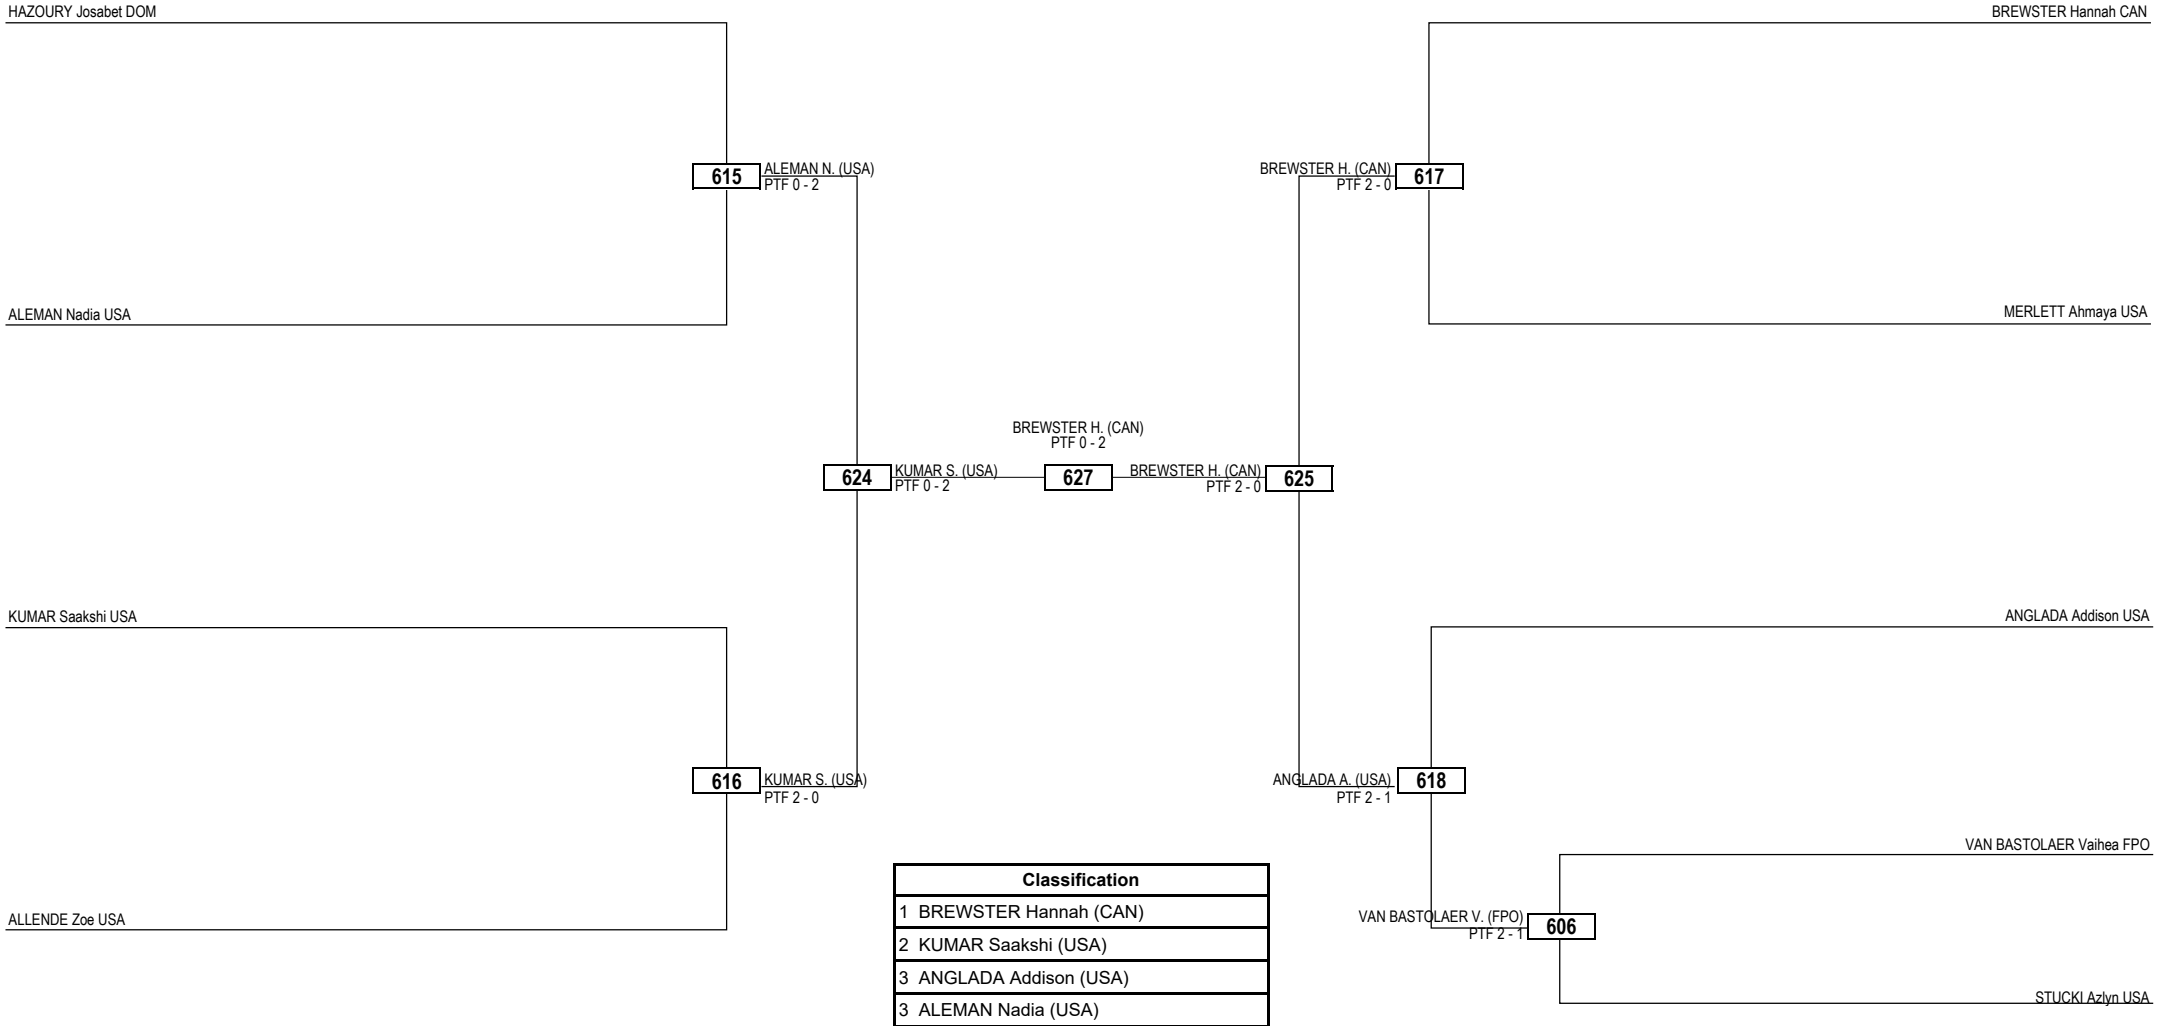 HAZOURY Josabet DOM
BREWSTER Hannah CAN
615
ALEMAN N. (USA)
PTF 0 - 2
BREWSTER H. (CAN)
PTF 2 - 0
617
ALEMAN Nadia USA
MERLETT Ahmaya USA
BREWSTER H. (CAN)
PTF 0 - 2
624
KUMAR S. (USA)
PTF 0 - 2
627
BREWSTER H. (CAN)
PTF 2 - 0
625
KUMAR Saakshi USA
ANGLADA Addison USA
616
KUMAR S. (USA)
PTF 2 - 0
ANGLADA A. (USA)
PTF 2 - 1
618
VAN BASTOLAER Vaihea FPO
ALLENDE Zoe USA
VAN BASTOLAER V. (FPO)
PTF 2 - 1
606
STUCKI Azlyn USA
Classification
1 BREWSTER Hannah (CAN)
2 KUMAR Saakshi (USA)
3 ANGLADA Addison (USA)
3 ALEMAN Nadia (USA)